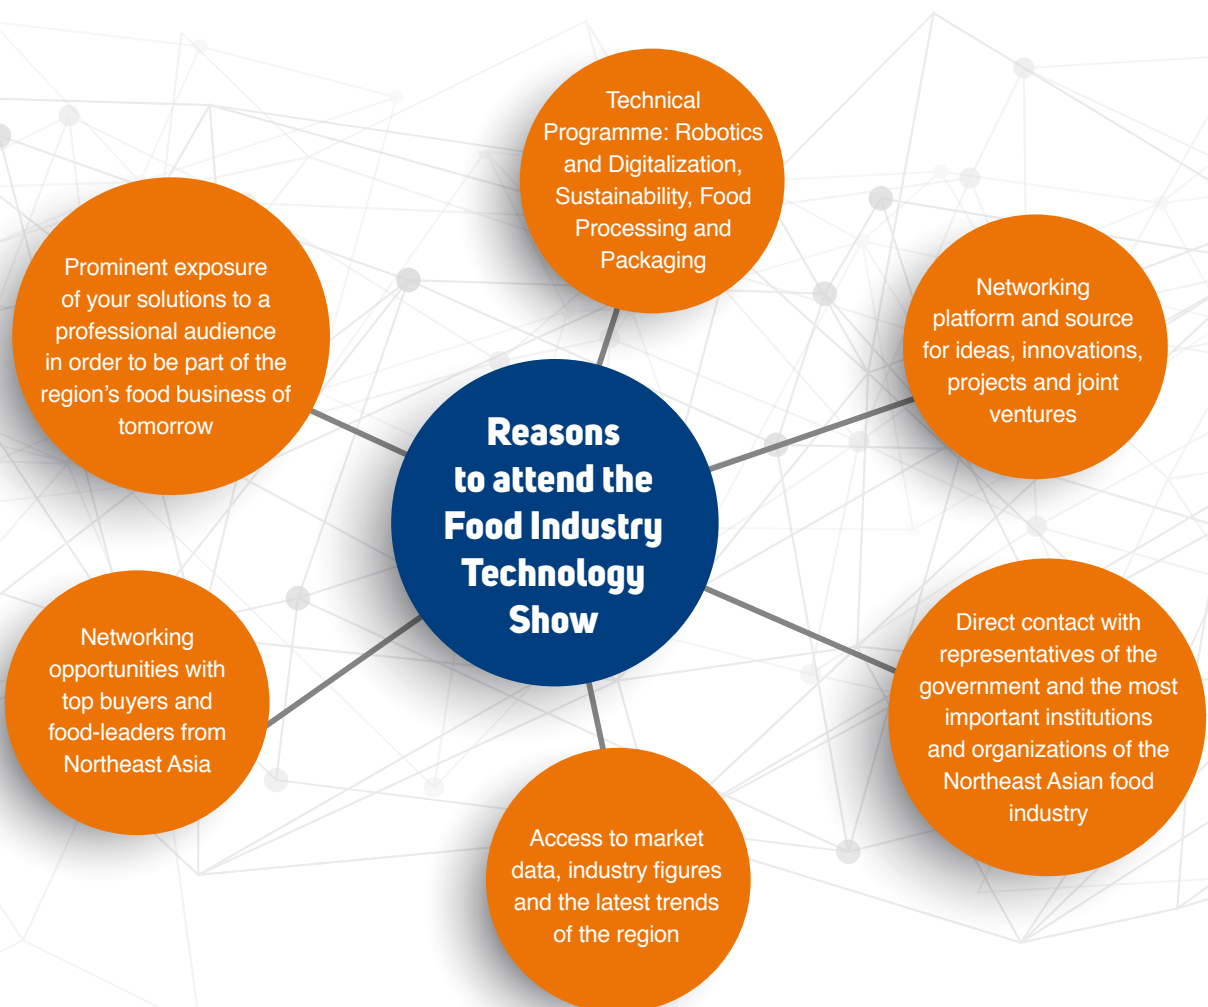 Technical
Programme: Robotics
and Digitalization,
Sustainability, Food
Processing and
Packaging
Prominent exposure
of your solutions to a
professional audience
in order to be part of the
region's food business of
tomorrow
Networking
platform and source
for ideas, innovations,
projects and joint
ventures
Reasons
to attend the
Food Industry
Technology
Show
Networking
opportunities with
top buyers and
food-leaders from
Northeast Asia
Direct contact with
representatives of the
government and the most
important institutions
and organizations of the
Northeast Asian food
industry
Access to market
data, industry figures
and the latest trends
of the region